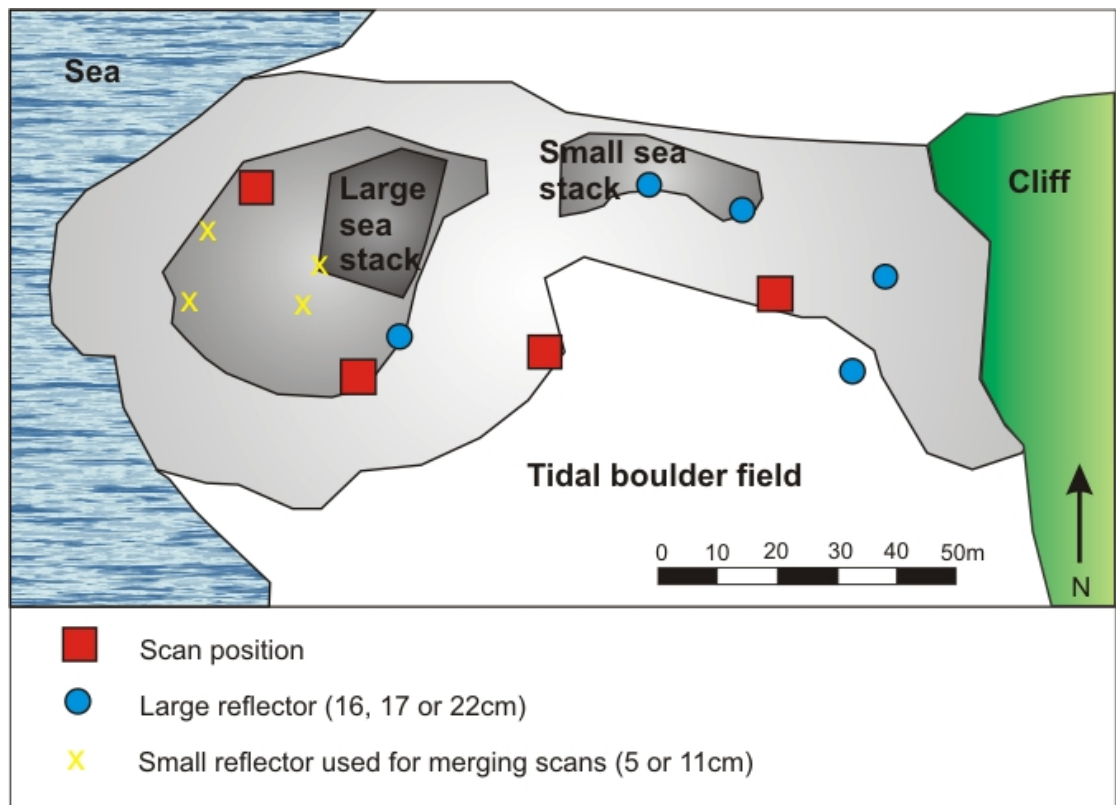 Sea
Small sea
stack
Cliff
Large
sea
stack
Tidal boulder field
0 10 20 30 40 50m
N
Scan position
Large reflector (16, 17 or 22cm)
x Small reflector used for merging scans (5 or 11cm)